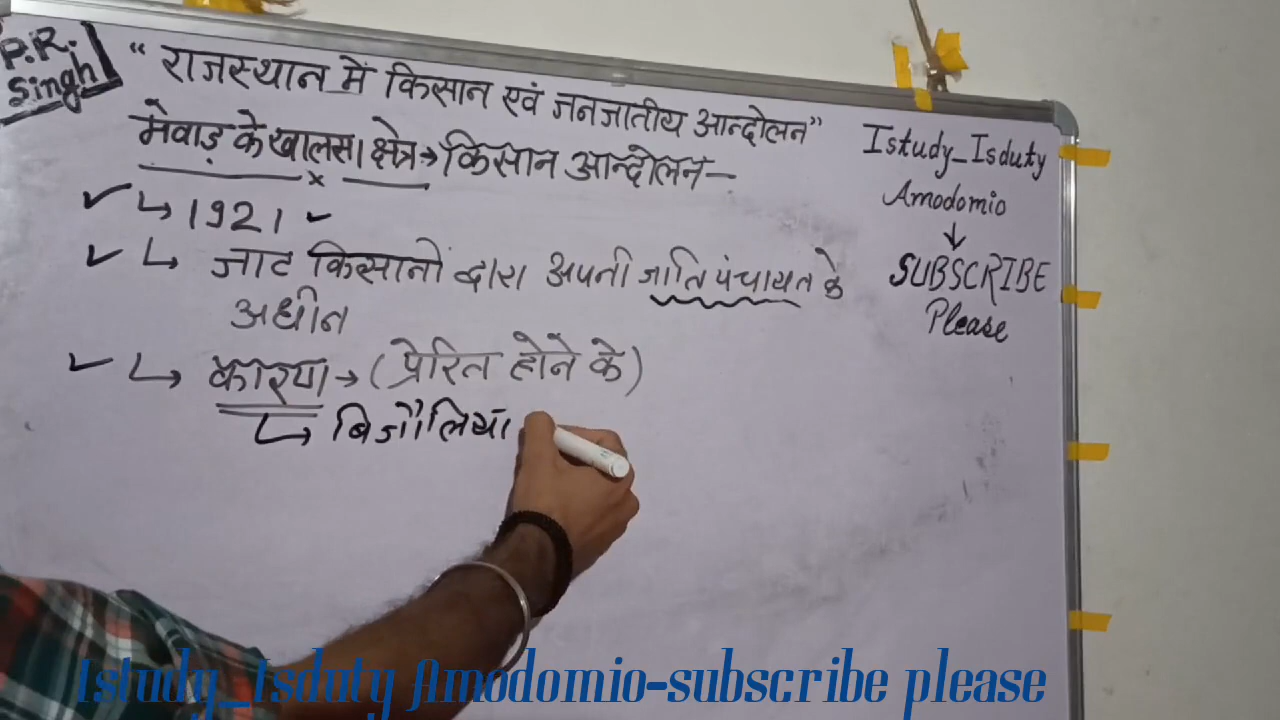 P.R.
Singh
“राजस्थान में किसान एवं जनजातीय आन्दोलन”
मेवाड़ के खालसा क्षेत्र→किसान आन्दोलन–
✓ ↳ 1921 ✓
✓ ↳ जाट किसानों द्वारा अपनी जाति पंचायत के
अधीन
✓ ↳ कारण→(प्रेरित होने के)
↳ बिजौलियां
Istudy_Isduty
Amodomio
↓
SUBSCRIBE
Please
Istudy_Isduty Amodomio-subscribe please